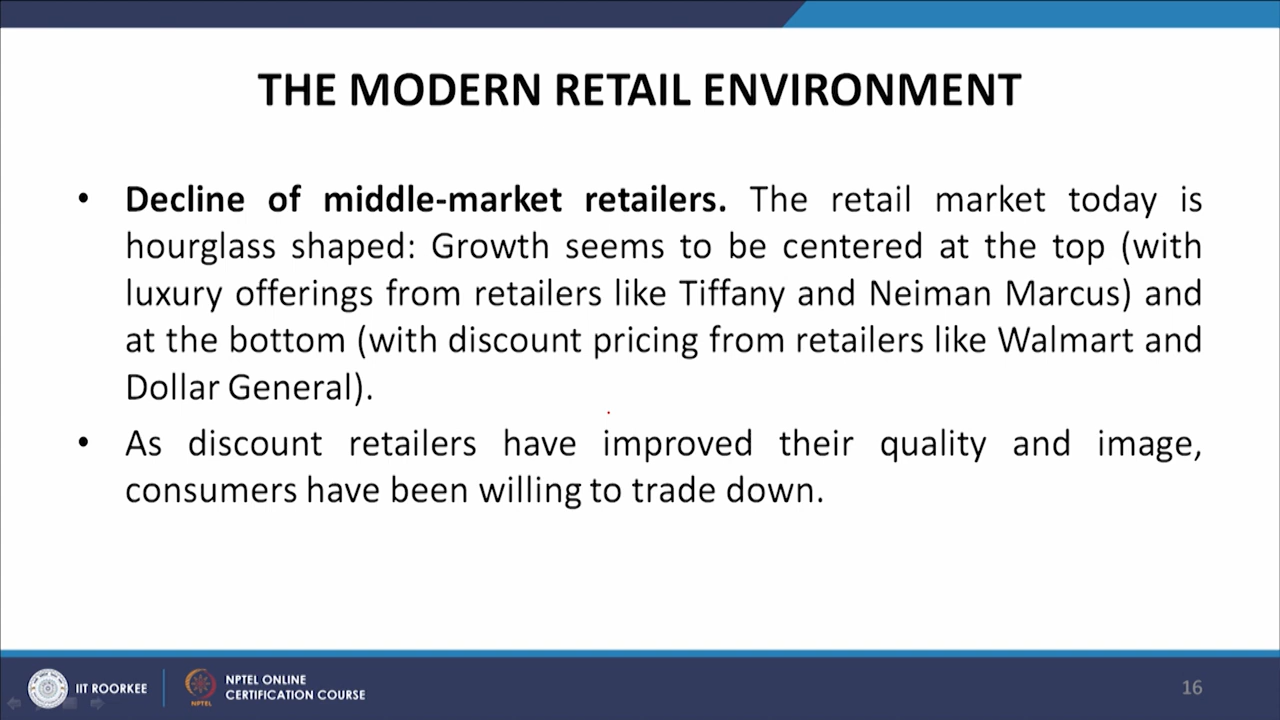 THE MODERN RETAIL ENVIRONMENT
• Decline of middle-market retailers. The retail market today is
hourglass shaped: Growth seems to be centered at the top (with
luxury offerings from retailers like Tiffany and Neiman Marcus) and
at the bottom (with discount pricing from retailers like Walmart and
Dollar General).
• As discount retailers have improved their quality and image,
consumers have been willing to trade down.
IIT ROORKEE
NPTEL
NPTEL ONLINE
CERTIFICATION COURSE
16